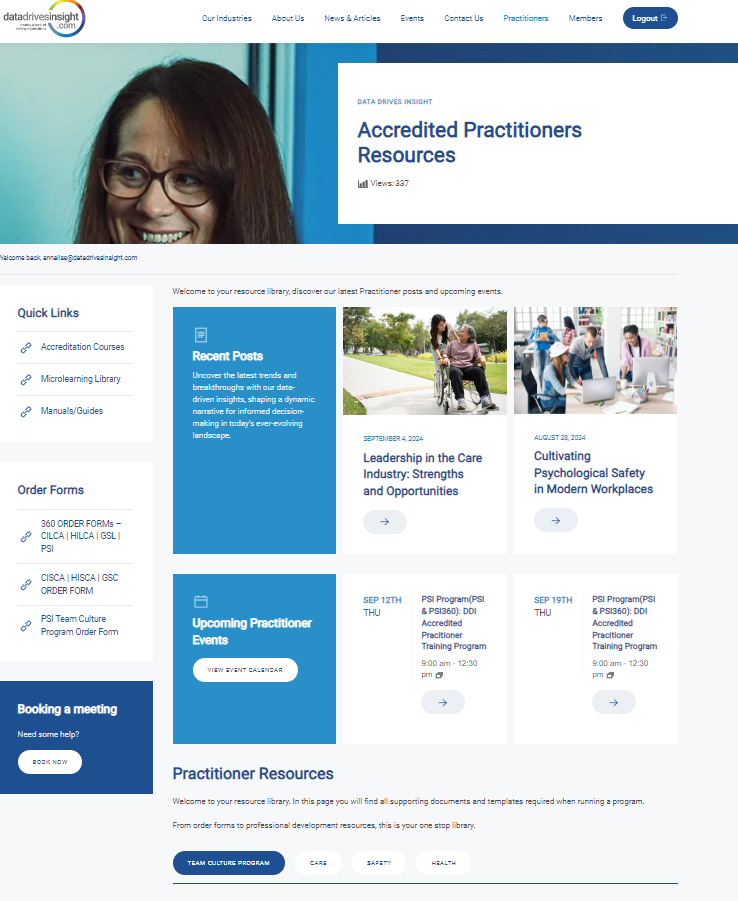 datadrivesinsight
.com
creating a world of
thriving organisations
Our Industries
About Us
News & Articles
Events
Contact Us
Practitioners
Members
Logout
DATA DRIVES INSIGHT
Accredited Practitioners
Resources
Views: 337
Welcome back, annalise@datadrivesinsight.com
Quick Links
Accreditation Courses
Microlearning Library
Manuals/Guides
Order Forms
360 ORDER FORMs –
CILCA | HILCA | GSL |
PSI
CISCA | HISCA | GSC
ORDER FORM
PSI Team Culture
Program Order Form
Booking a meeting
Need some help?
BOOK NOW
Welcome to your resource library, discover our latest Practitioner posts and upcoming events.
Recent Posts
Uncover the latest trends and
breakthroughs with our data-
driven insights, shaping a dynamic
narrative for informed decision-
making in today's ever-evolving
landscape.
SEPTEMBER 4, 2024
Leadership in the Care
Industry: Strengths
and Opportunities
AUGUST 28, 2024
Cultivating
Psychological Safety
in Modern Workplaces
Upcoming Practitioner
Events
VIEW EVENT CALENDAR
SEP 12TH
THU
PSI Program(PSI
& PSI360): DDI
Accredited
Pracitioner
Training Program
9:00 am - 12:30
pm
SEP 19TH
THU
PSI Program(PSI
& PSI360): DDI
Accredited
Pracitioner
Training Program
9:00 am - 12:30
pm
Practitioner Resources
Welcome to your resource library. In this page you will find all supporting documents and templates required when running a program.
From order forms to professional development resources, this is your one stop library.
TEAM CULTURE PROGRAM
CARE
SAFETY
HEALTH